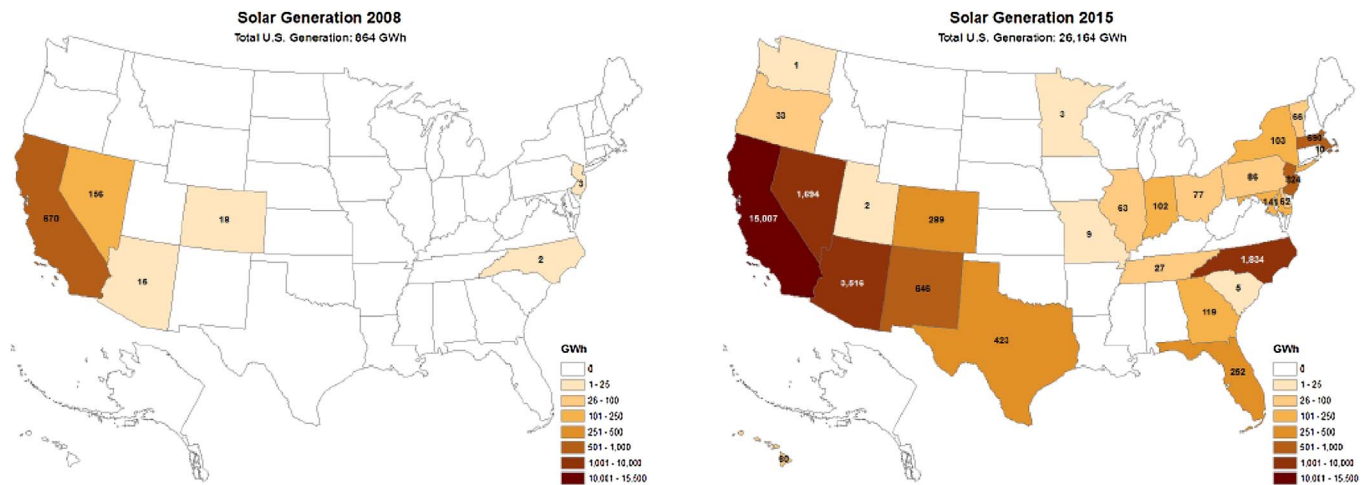 Solar Generation 2008
Total U.S. Generation: 864 GWh
670
156
16
18
3
2
GWh
0
1 - 25
26 - 100
101 - 250
251 - 500
501 - 1,000
1,001 - 10,000
10,001 - 15,500
Solar Generation 2015
Total U.S. Generation: 26,164 GWh
1
33
15,007
1,694
2
289
3,516
646
423
3
9
63
102
77
27
86
103
66
690
10
141
62
1,834
5
119
252
60
GWh
0
1 - 25
26 - 100
101 - 250
251 - 500
501 - 1,000
1,001 - 10,000
10,001 - 15,500